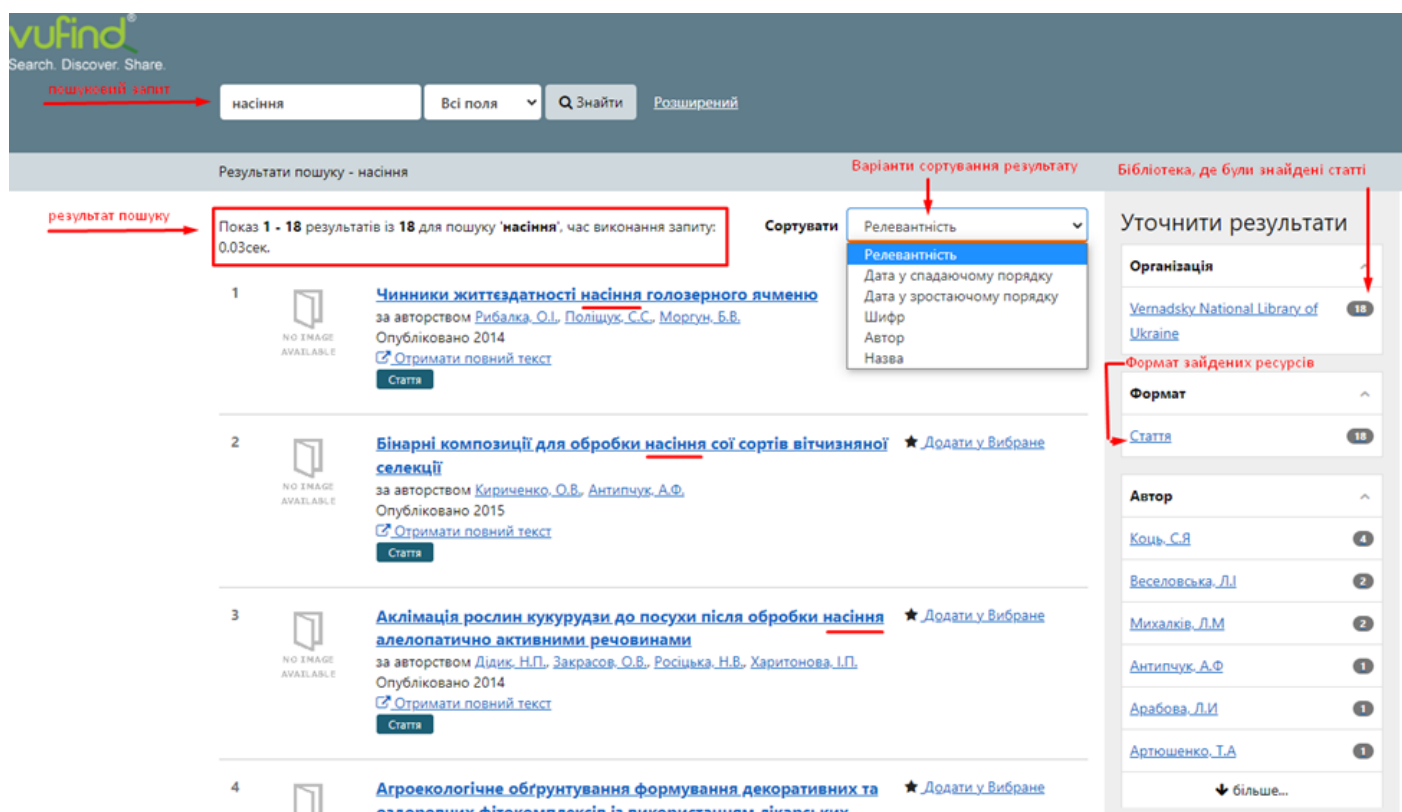 vufind®
Search. Discover. Share.
пошуковий запит
насіння
Всі поля
Знайти
Розширений
Результати пошуку - насіння
Варіанти сортування результату
Бібліотека, де були знайдені статті
результат пошуку
Показ 1 - 18 результатів із 18 для пошуку 'насіння', час виконання запиту:
0.03сек.
Сортувати
Релевантність
Релевантність
Дата у спадаючому порядку
Дата у зростаючому порядку
Шифр
Автор
Назва
1
NO IMAGE
AVAILABLE
Чинники життєздатності насіння голозерного ячменю
за авторством Рибалка, О.І., Поліщук, С.С., Моргун, Б.В.
Опубліковано 2014
Отримати повний текст
Стаття
2
NO IMAGE
AVAILABLE
Бінарні композиції для обробки насіння сої сортів вітчизняної
селекції
за авторством Кириченко, О.В., Антипчук, А.Ф.
Опубліковано 2015
Отримати повний текст
Стаття
Додати у Вибране
3
NO IMAGE
AVAILABLE
Аклімація рослин кукурудзи до посухи після обробки насіння
алелопатично активними речовинами
за авторством Дідик, Н.П., Закрасов, О.В., Росіцька, Н.В., Харитонова, І.П.
Опубліковано 2014
Отримати повний текст
Стаття
Додати у Вибране
4
Агроекологічне обґрунтування формування декоративних та
оздоровчих фітокомплексів із використанням лікарських
Додати у Вибране
Уточнити результати
Організація
Vernadsky National Library of 18
Ukraine
Формат зайдених ресурсів
Формат
Стаття 18
Автор
Коць, С.Я 4
Веселовська, Л.І 2
Михалків, Л.М 2
Антипчук, А.Ф 1
Арабова, Л.И 1
Артюшенко, Т.А 1
більше...